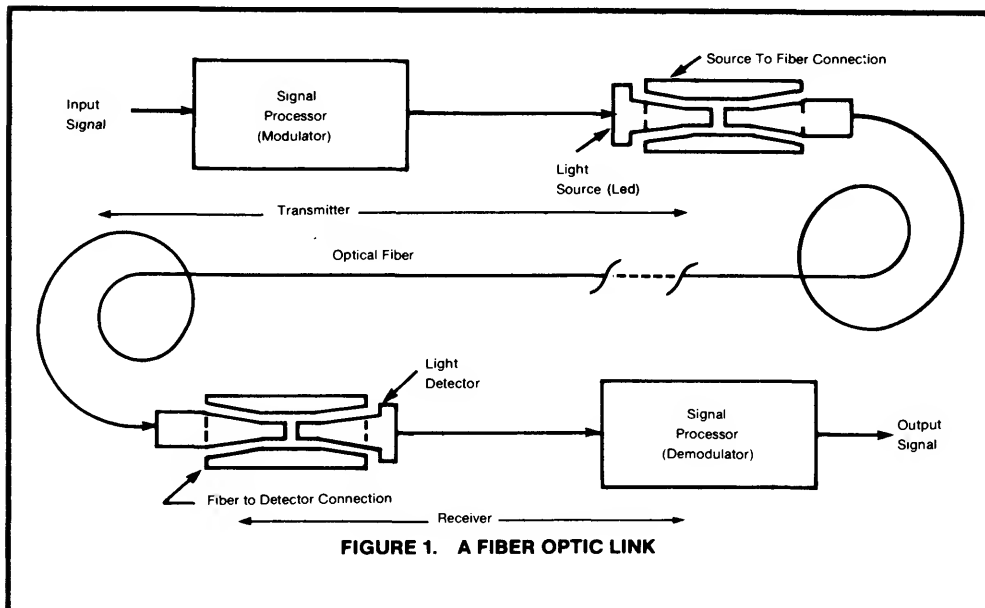 Source To Fiber Connection
Input
Signal
Signal
Processor
(Modulator)
Light
Source (Led)
Transmitter
Optical Fiber
Light
Detector
Signal
Processor
(Demodulator)
Output
Signal
Fiber to Detector Connection
Receiver
FIGURE 1. A FIBER OPTIC LINK